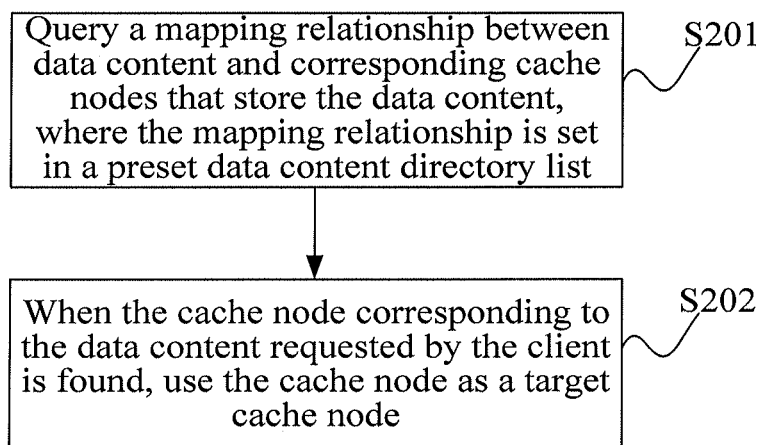 Query a mapping relationship between
data content and corresponding cache
nodes that store the data content,
where the mapping relationship is set
in a preset data content directory list
S201
When the cache node corresponding to
the data content requested by the client
is found, use the cache node as a target
cache node
S202